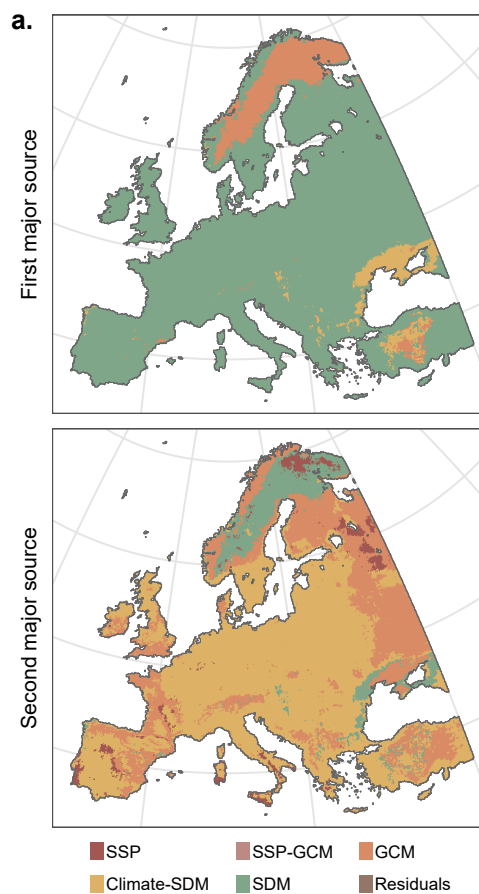 a.
First major source
Second major source
SSP
SSP-GCM
GCM
Climate-SDM
SDM
Residuals